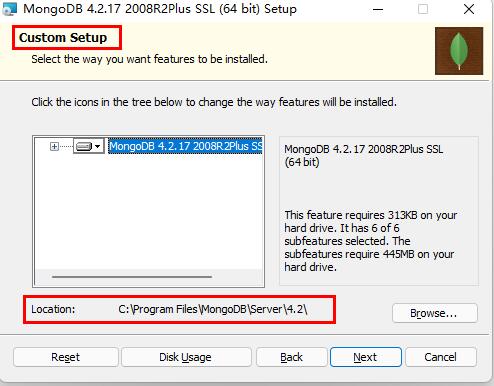 MongoDB 4.2.17 2008R2Plus SSL (64 bit) Setup
Custom Setup
Select the way you want features to be installed.
Click the icons in the tree below to change the way features will be installed.
MongoDB 4.2.17 2008R2Plus SS
MongoDB 4.2.17 2008R2Plus SSL
(64 bit)
This feature requires 313KB on your
hard drive. It has 6 of 6
subfeatures selected. The
subfeatures require 445MB on your
hard drive.
Location: C:\Program Files\MongoDB\Server\4.2\
Browse...
Reset Disk Usage Back Next Cancel